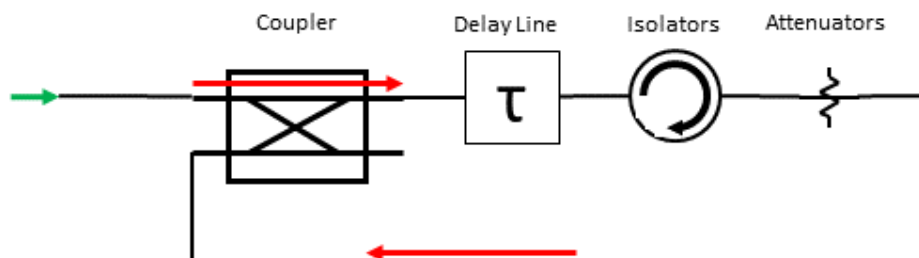 Coupler
Delay Line
Isolators
Attenuators
τ